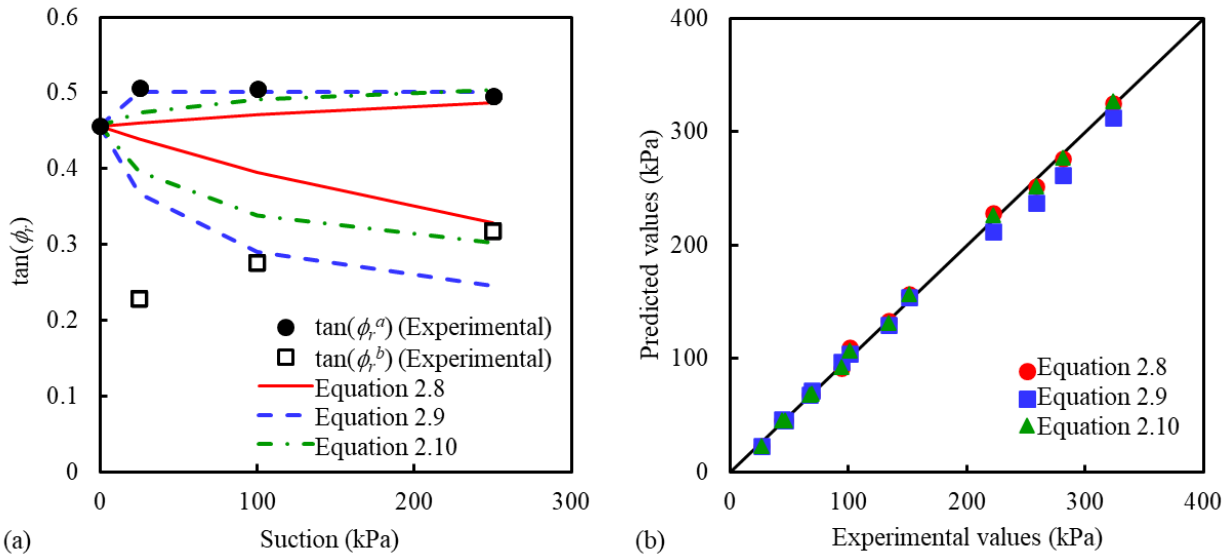 0.6
0.5
0.4
0.3
0.2
0.1
0
tan(ϕᵣ)
tan(ϕᵣᵃ) (Experimental)
tan(ϕᵣᵇ) (Experimental)
Equation 2.8
Equation 2.9
Equation 2.10
0 100 200 300
Suction (kPa)
(a)
400
300
200
100
0
Predicted values (kPa)
Equation 2.8
Equation 2.9
Equation 2.10
0 100 200 300 400
Experimental values (kPa)
(b)